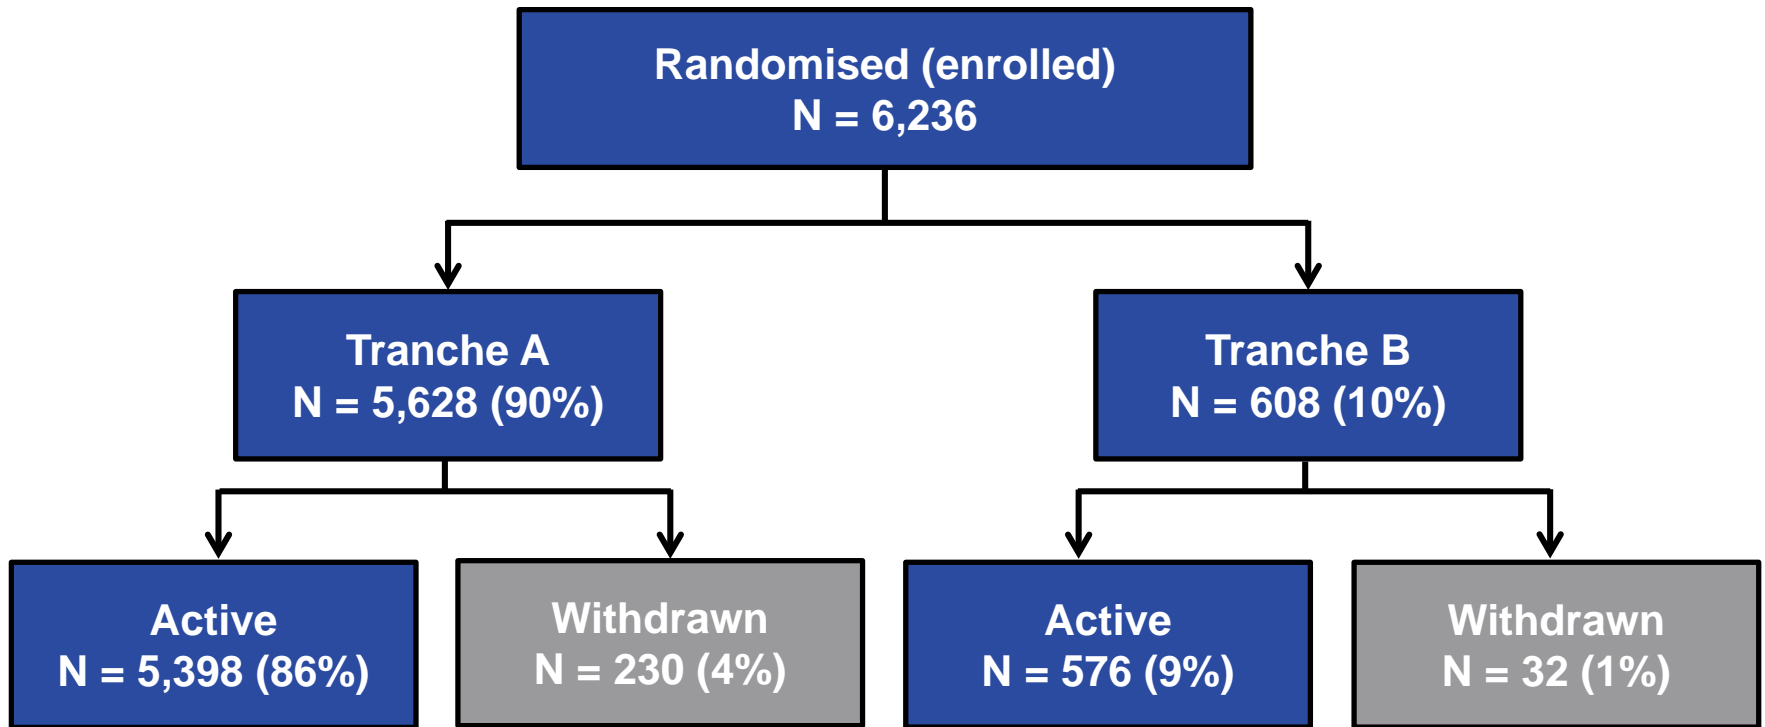 Randomised (enrolled)
N = 6,236
Tranche A
N = 5,628 (90%)
Tranche B
N = 608 (10%)
Active
N = 5,398 (86%)
Withdrawn
N = 230 (4%)
Active
N = 576 (9%)
Withdrawn
N = 32 (1%)